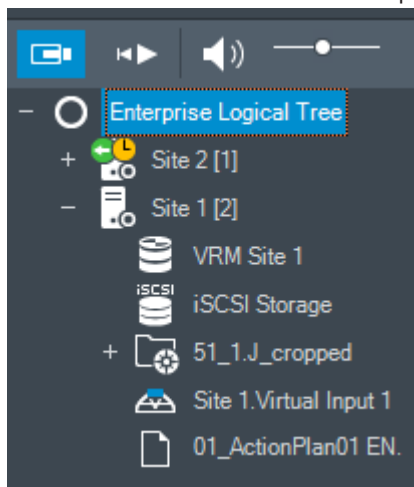 Enterprise Logical Tree
Site 2 [1]
Site 1 [2]
VRM Site 1
iSCSI
iSCSI Storage
51_1.J_cropped
Site 1.Virtual Input 1
01_ActionPlan01 EN.